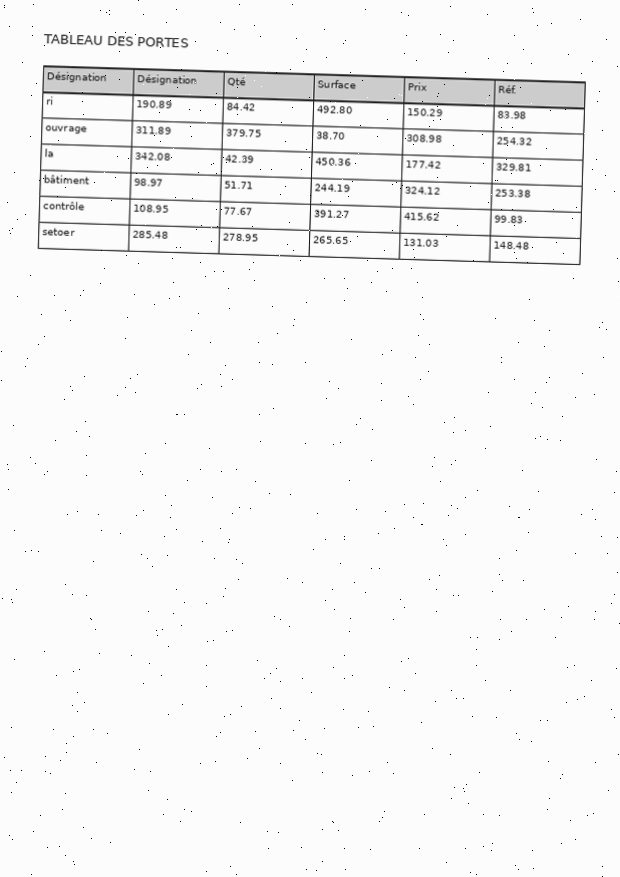 TABLEAU DES PORTES
Désignation Désignation Qté Surface Prix Réf.
ri 190.89 84.42 492.80 150.29 83.98
ouvrage 311.89 379.75 38.70 308.98 254.32
la 342.08 42.39 450.36 177.42 329.81
bâtiment 98.97 51.71 244.19 324.12 253.38
contrôle 108.95 77.67 391.27 415.62 99.83
setoer 285.48 278.95 265.65 131.03 148.48